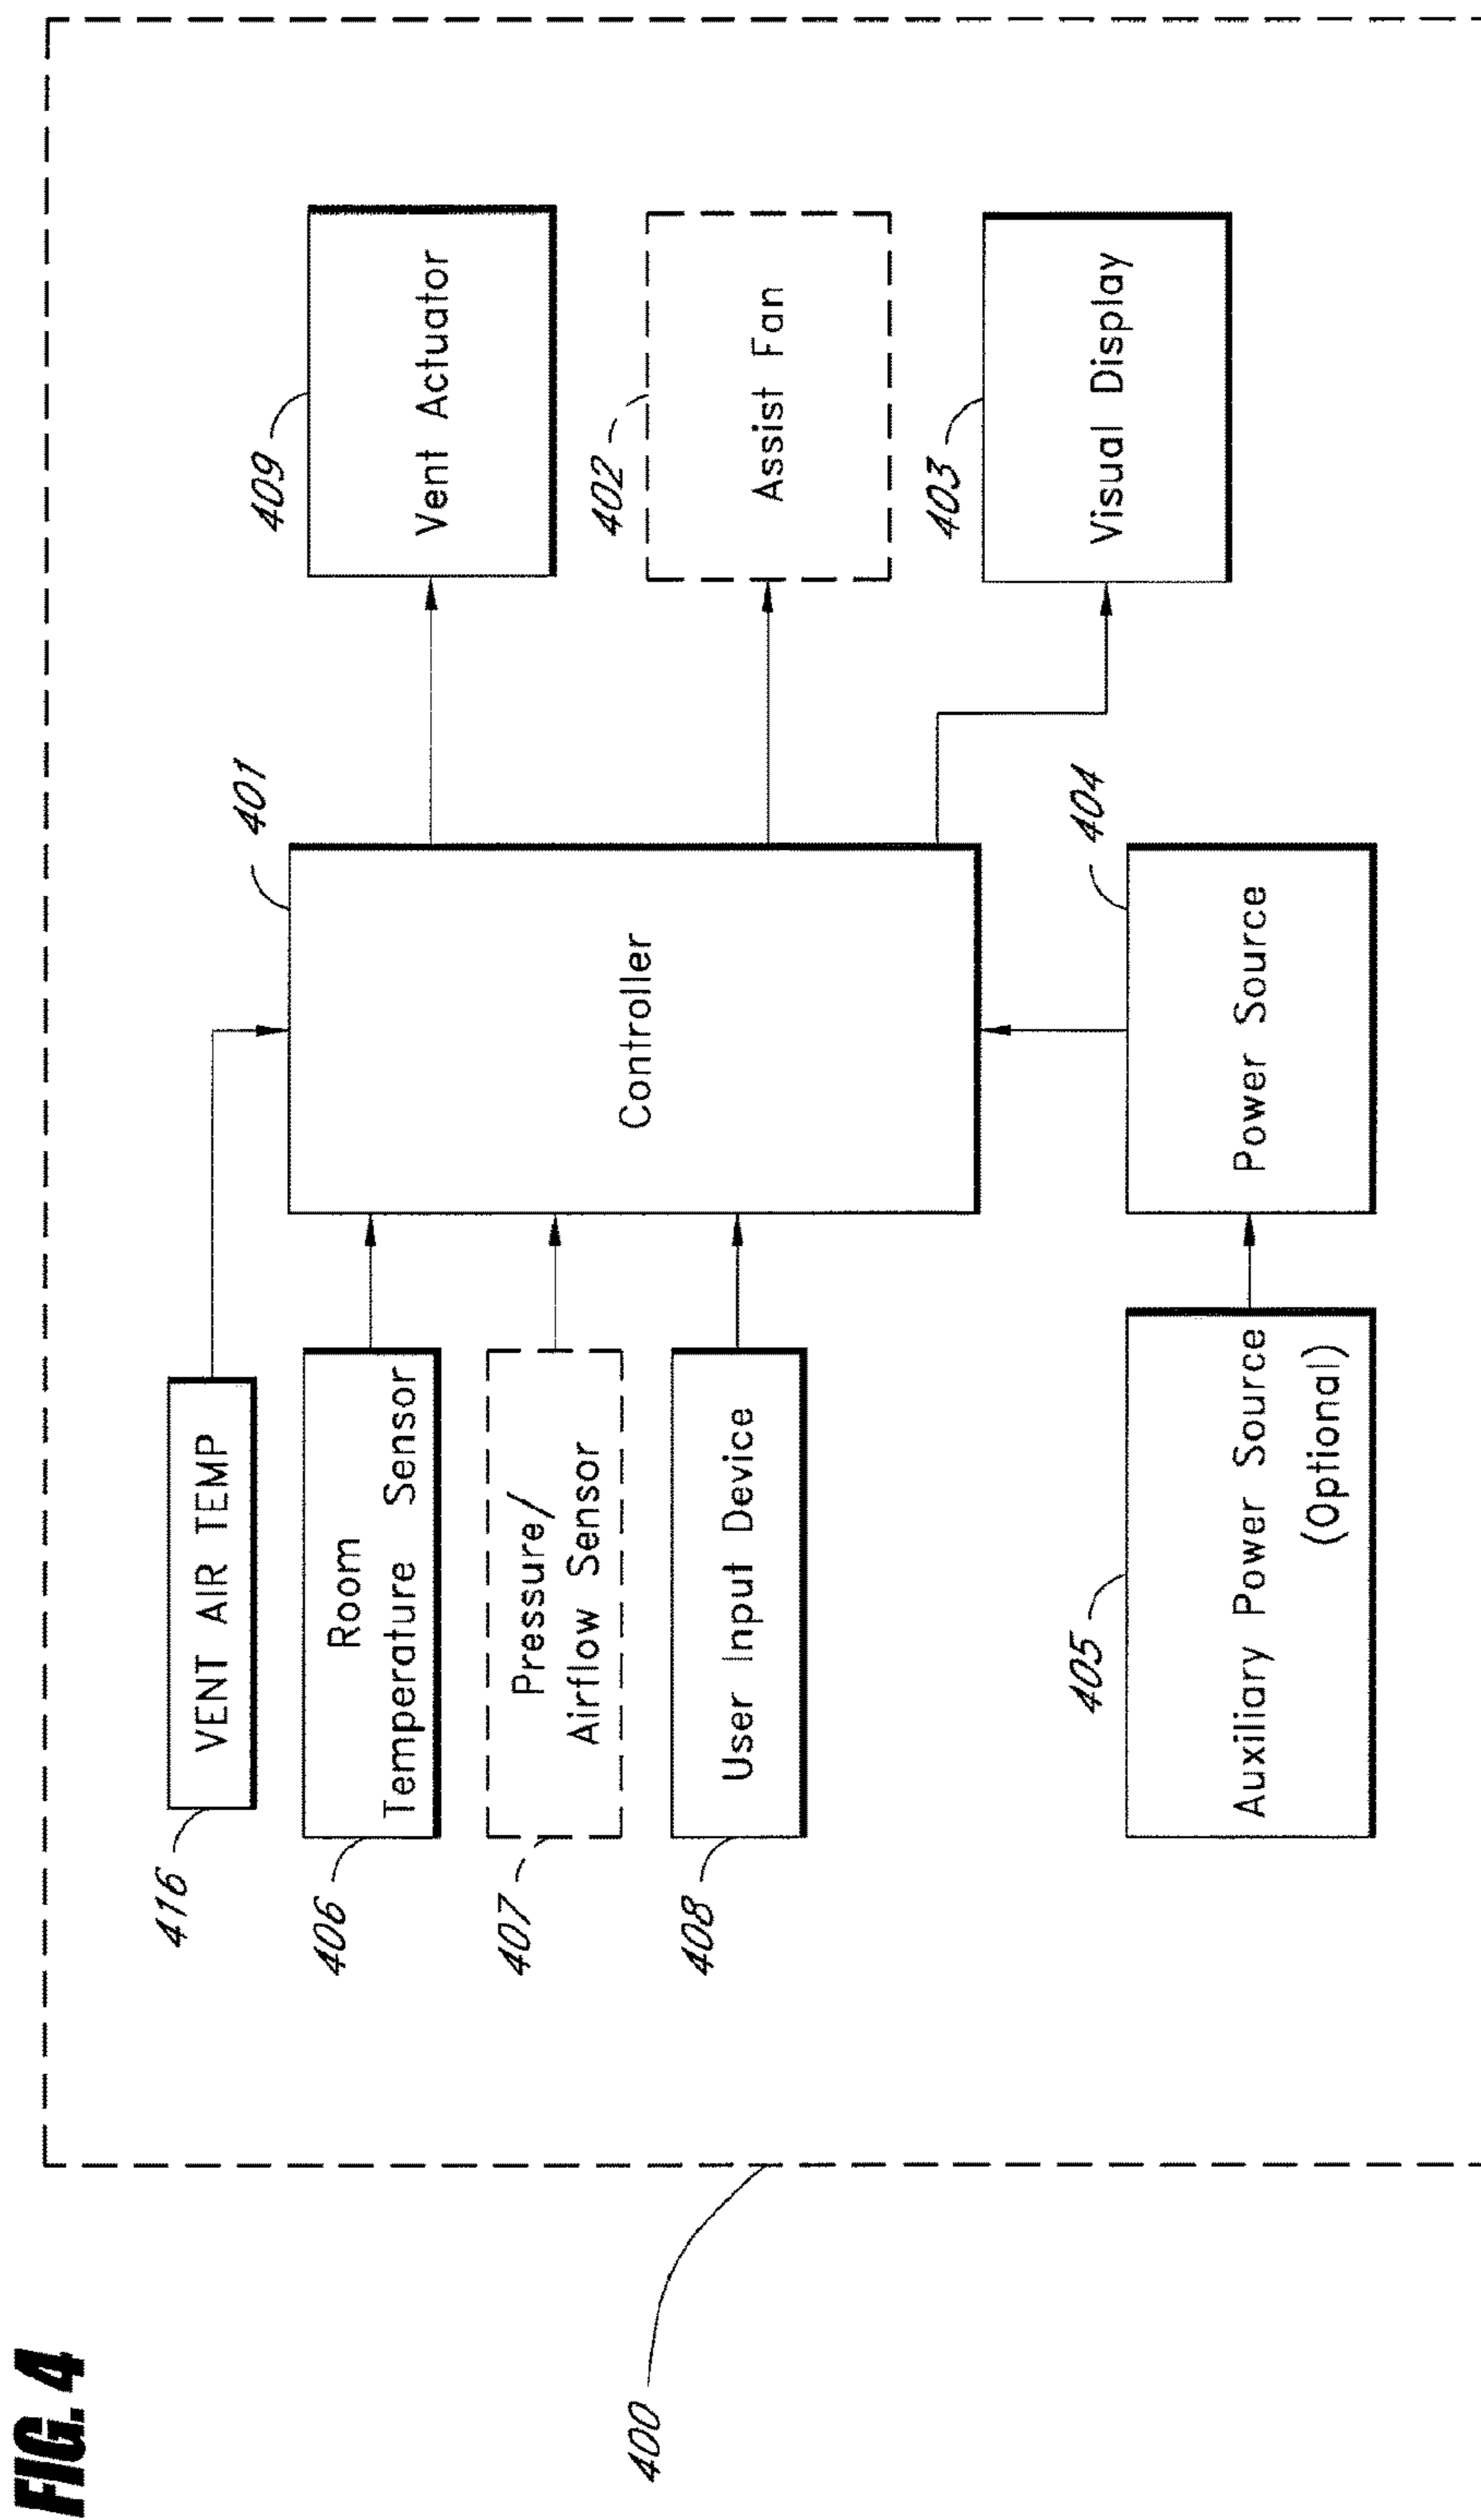 FIG. 4
416
VENT AIR TEMP
401
409
Vent Actuator
406
Room
Temperature Sensor
407
Pressure/
Airflow Sensor
Controller
402
Assist Fan
408
User Input Device
403
Visual Display
400
405
Auxiliary Power Source
(Optional)
404
Power Source